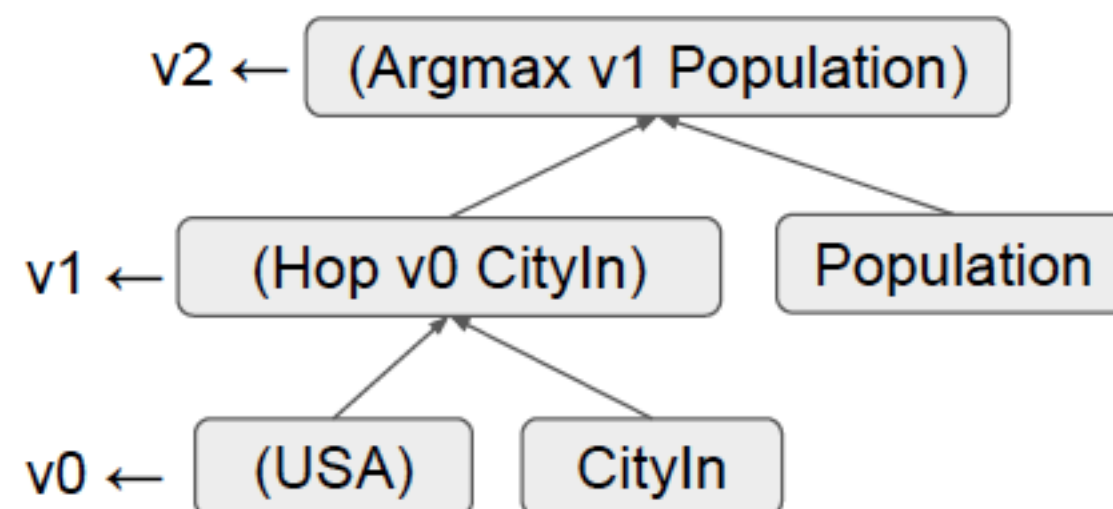 v2 ← (Argmax v1 Population)
v1 ← (Hop v0 CityIn) Population
v0 ← (USA) CityIn